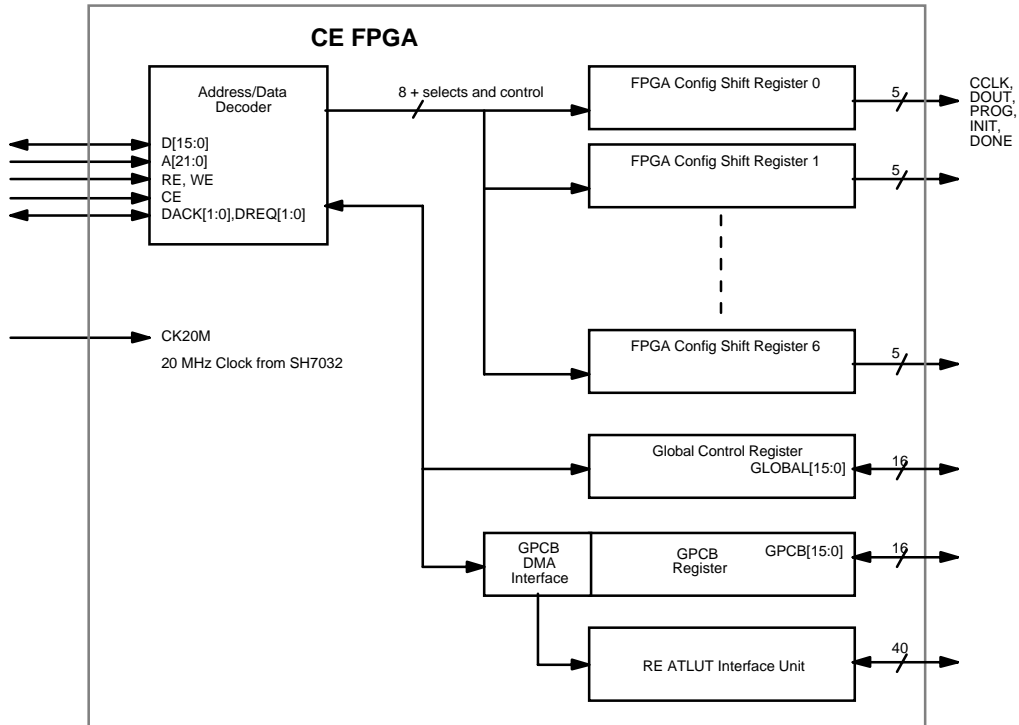 CE FPGA
Address/Data
Decoder
D[15:0]
A[21:0]
RE, WE
CE
DACK[1:0],DREQ[1:0]
8 + selects and control
FPGA Config Shift Register 0
5
CCLK,
DOUT,
PROG,
INIT,
DONE
FPGA Config Shift Register 1
5
CK20M
20 MHz Clock from SH7032
FPGA Config Shift Register 6
5
Global Control Register
GLOBAL[15:0]
16
GPCB
DMA
Interface
GPCB
Register
GPCB[15:0]
16
RE ATLUT Interface Unit
40